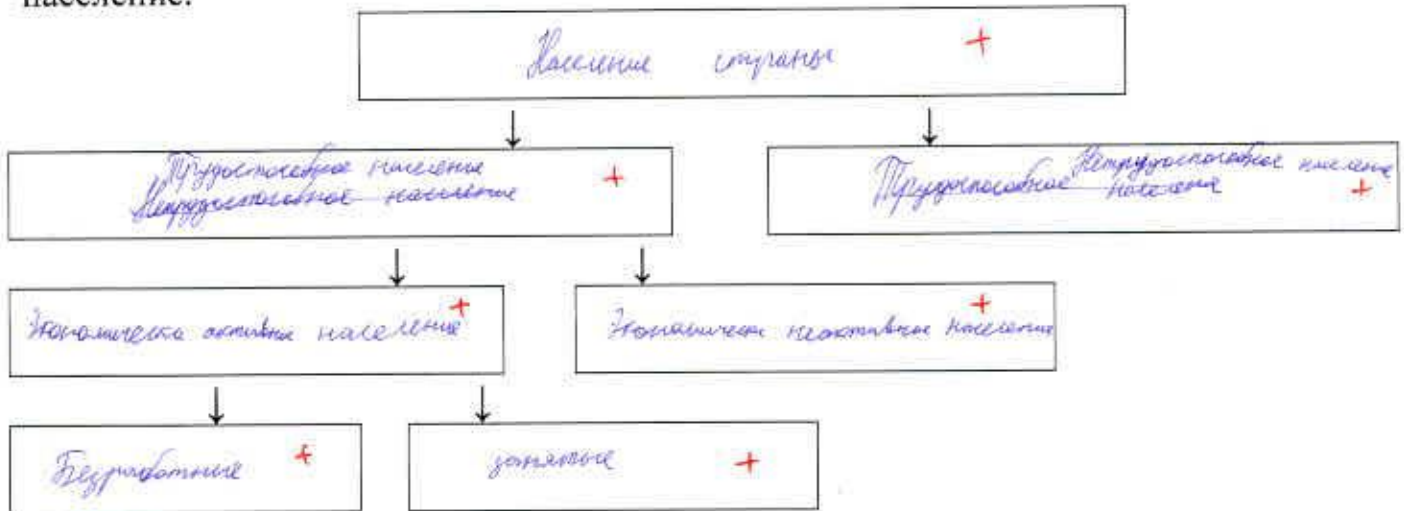 население.
Население страны +
Трудоспособное население +
Нетрудоспособное население
Нетрудоспособное население
Трудоспособное население +
Экономически активное население +
Экономически неактивное население +
Безработные +
занятые +